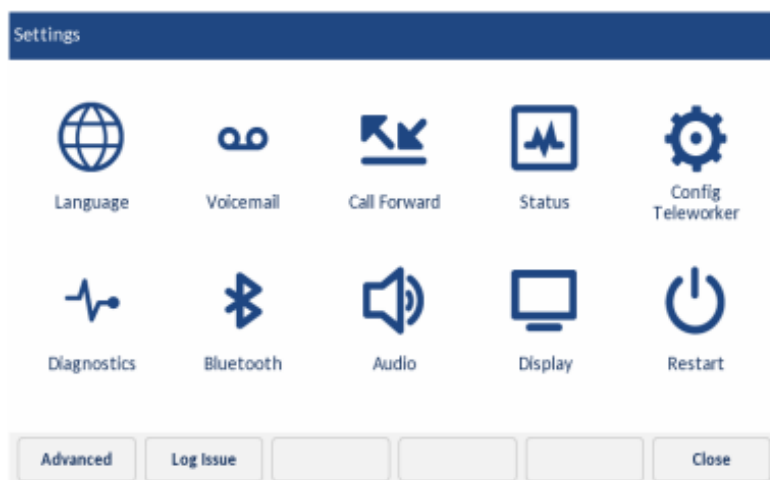 Settings
Language
Voicemail
Call Forward
Status
Config
Teleworker
Diagnostics
Bluetooth
Audio
Display
Restart
Advanced
Log Issue
Close